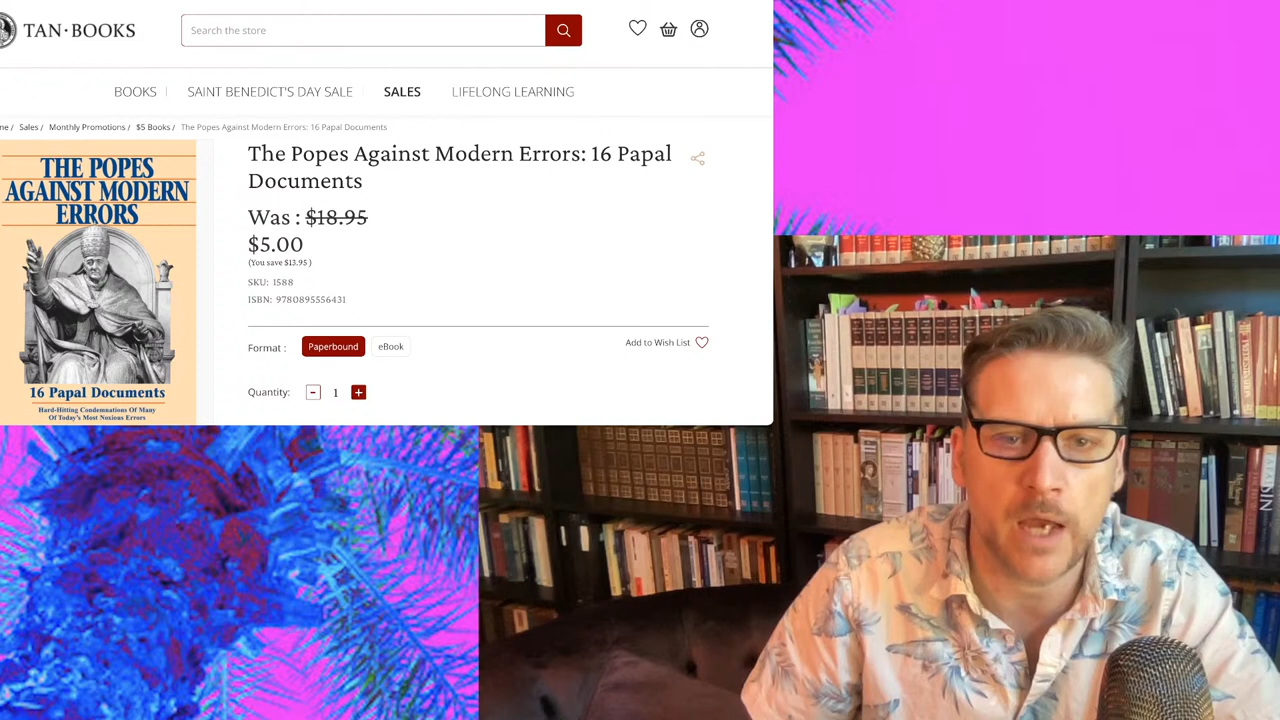 TAN·BOOKS
Search the store
BOOKS
SAINT BENEDICT'S DAY SALE
SALES
LIFELONG LEARNING
me / Sales / Monthly Promotions / $5 Books / The Popes Against Modern Errors: 16 Papal Documents
THE POPES
AGAINST MODERN
ERRORS
16 Papal Documents
Hard-Hitting Condemnations Of Many
Of Today's Most Noxious Errors
The Popes Against Modern Errors: 16 Papal
Documents
Was : $18.95
$5.00
(You save $13.95 )
SKU: 1588
ISBN: 9780895556431
Format :
Paperbound
eBook
Add to Wish List
Quantity:
- 1 +